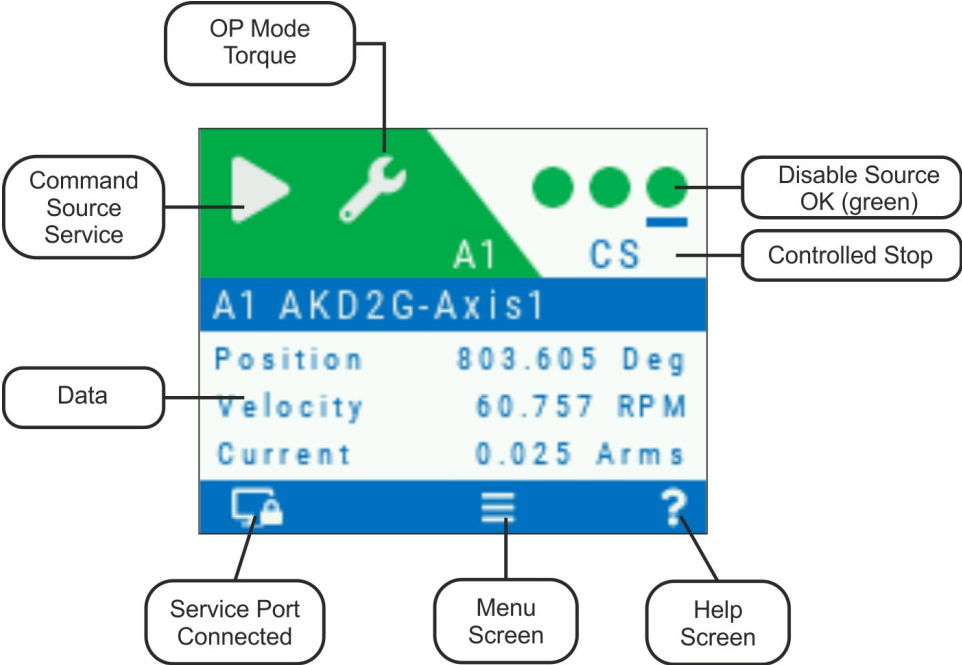 OP Mode
Torque
Command
Source
Service
Disable Source
OK (green)
A1
CS
Controlled Stop
A1 AKD2G-Axis1
Position 803.605 Deg
Data
Velocity 60.757 RPM
Current 0.025 Arms
?
Service Port
Connected
Menu
Screen
Help
Screen